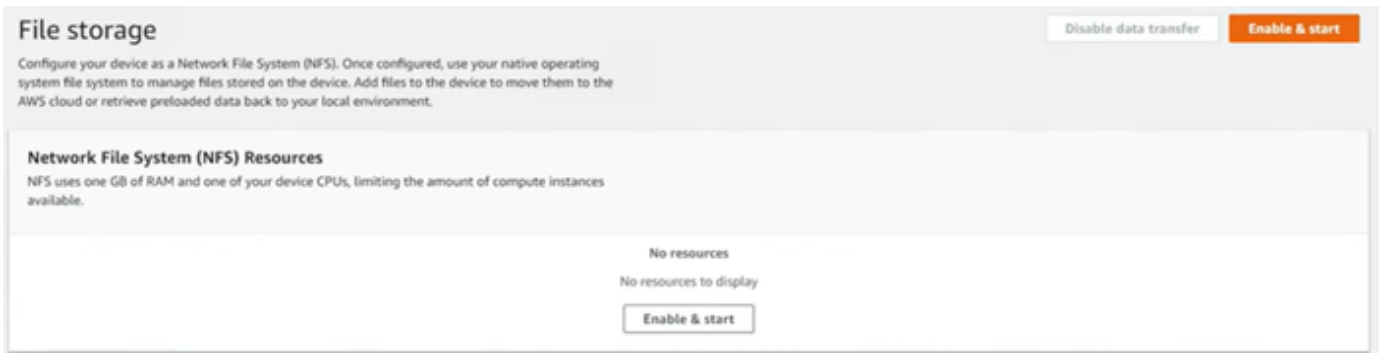 File storage
Disable data transfer
Enable & start
Configure your device as a Network File System (NFS). Once configured, use your native operating
system file system to manage files stored on the device. Add files to the device to move them to the
AWS cloud or retrieve preloaded data back to your local environment.
Network File System (NFS) Resources
NFS uses one GB of RAM and one of your device CPUs, limiting the amount of compute instances
available.
No resources
No resources to display
Enable & start